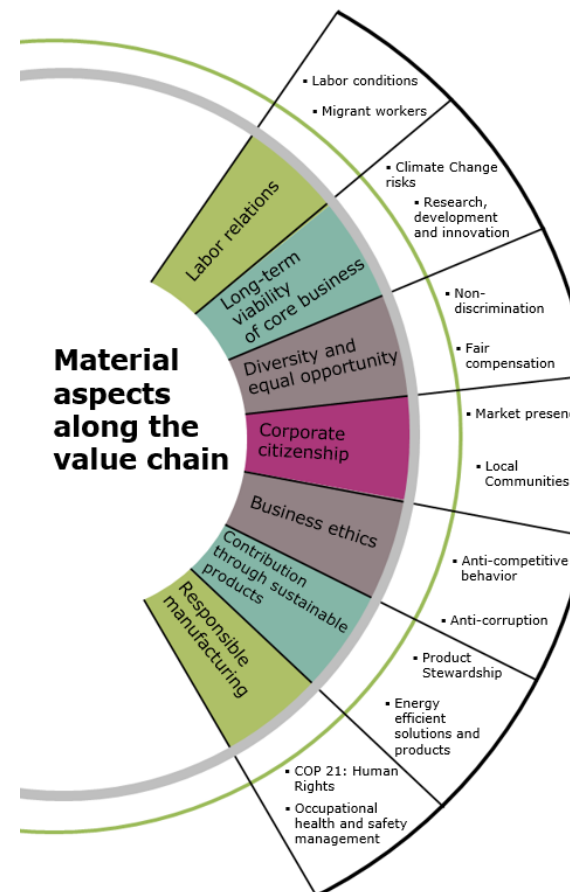 Material
aspects
along the
value chain
Labor relations
▪ Labor conditions
▪ Migrant workers
Long-term
viability
of core business
▪ Climate Change
risks
▪ Research,
development
and innovation
Diversity and
equal opportunity
▪ Non-
discrimination
▪ Fair
compensation
Corporate
citizenship
▪ Market presen
▪ Local
Communities
Business ethics
▪ Anti-competitive
behavior
▪ Anti-corruption
Contribution
through sustainable
products
▪ Product
Stewardship
▪ Energy
efficient
solutions and
products
Responsible
manufacturing
▪ COP 21: Human
Rights
▪ Occupational
health and safety
management